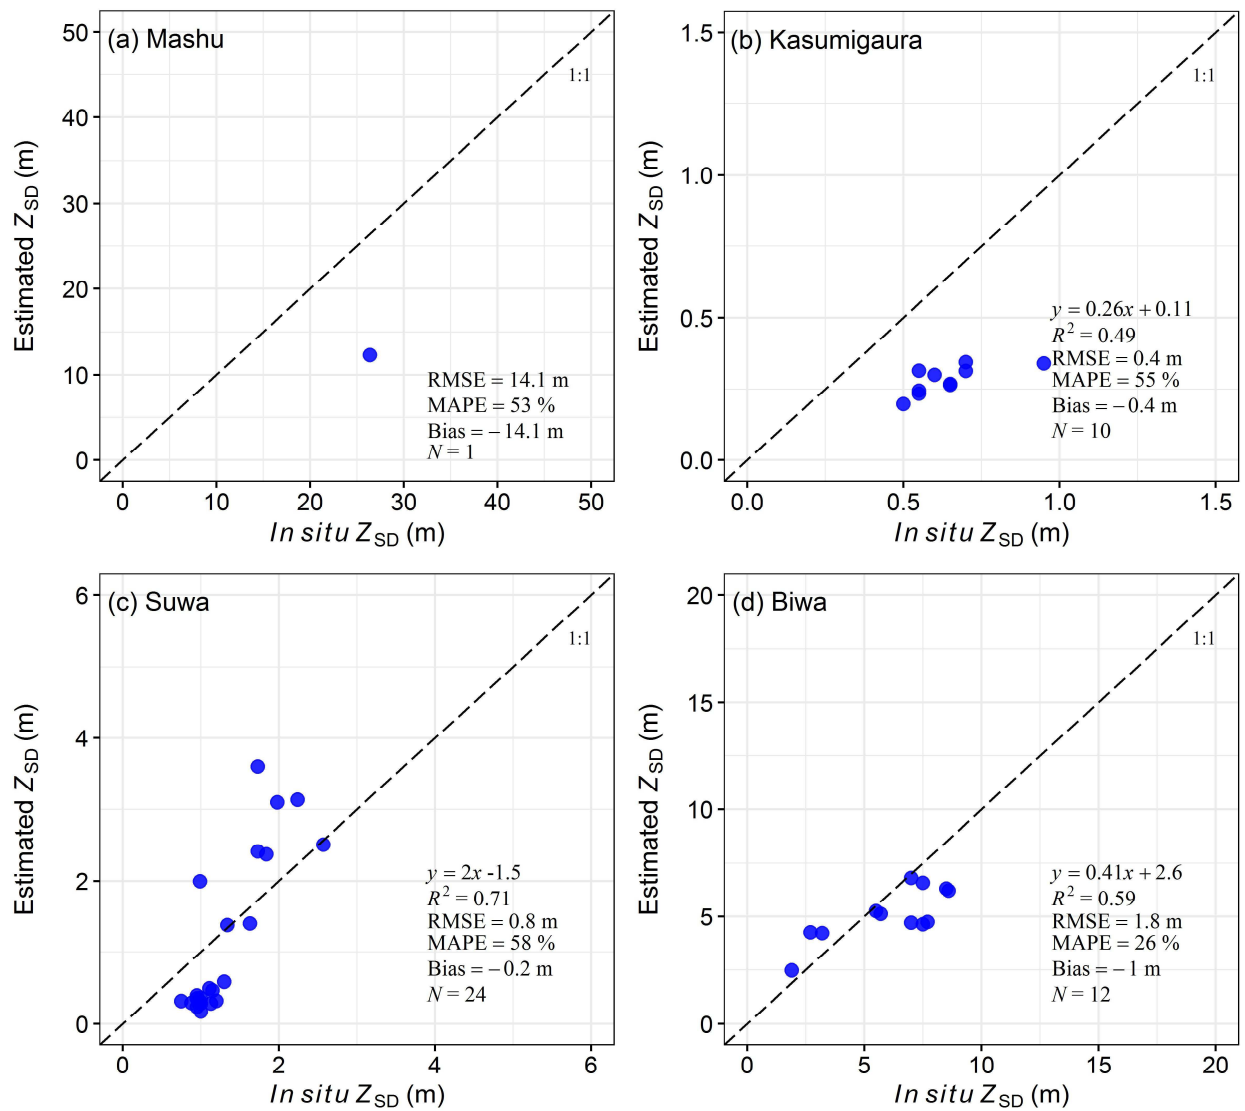 (a) Mashu
1:1
50
40
30
20
10
0
Estimated ZSD (m)
RMSE = 14.1 m
MAPE = 53 %
Bias = −14.1 m
N = 1
0 10 20 30 40 50
In situ ZSD (m)
(b) Kasumigaura
1:1
1.5
1.0
0.5
0.0
Estimated ZSD (m)
y = 0.26x + 0.11
R2 = 0.49
RMSE = 0.4 m
MAPE = 55 %
Bias = −0.4 m
N = 10
0.0 0.5 1.0 1.5
In situ ZSD (m)
(c) Suwa
1:1
6
4
2
0
Estimated ZSD (m)
y = 2x -1.5
R2 = 0.71
RMSE = 0.8 m
MAPE = 58 %
Bias = −0.2 m
N = 24
0 2 4 6
In situ ZSD (m)
(d) Biwa
1:1
20
15
10
5
0
Estimated ZSD (m)
y = 0.41x + 2.6
R2 = 0.59
RMSE = 1.8 m
MAPE = 26 %
Bias = −1 m
N = 12
0 5 10 15 20
In situ ZSD (m)